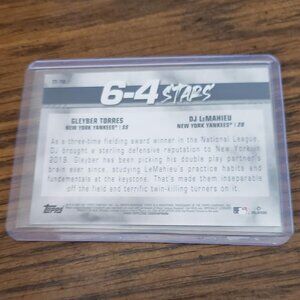 6-4 STARS
GLEYBER TORRES DJ LeMAHIEU
NEW YORK YANKEES | SS NEW YORK YANKEES | 2B
As a three-time fielding award winner in the National League,
DJ brought a sterling defensive reputation to New York in
2019. Gleyber has been picking his double play partner's
brain ever since, studying LeMahieu's practice habits and
fundamentals at the keystone. That's made them inseparable
off the field and terrific twin-killing turners on it.
Topps